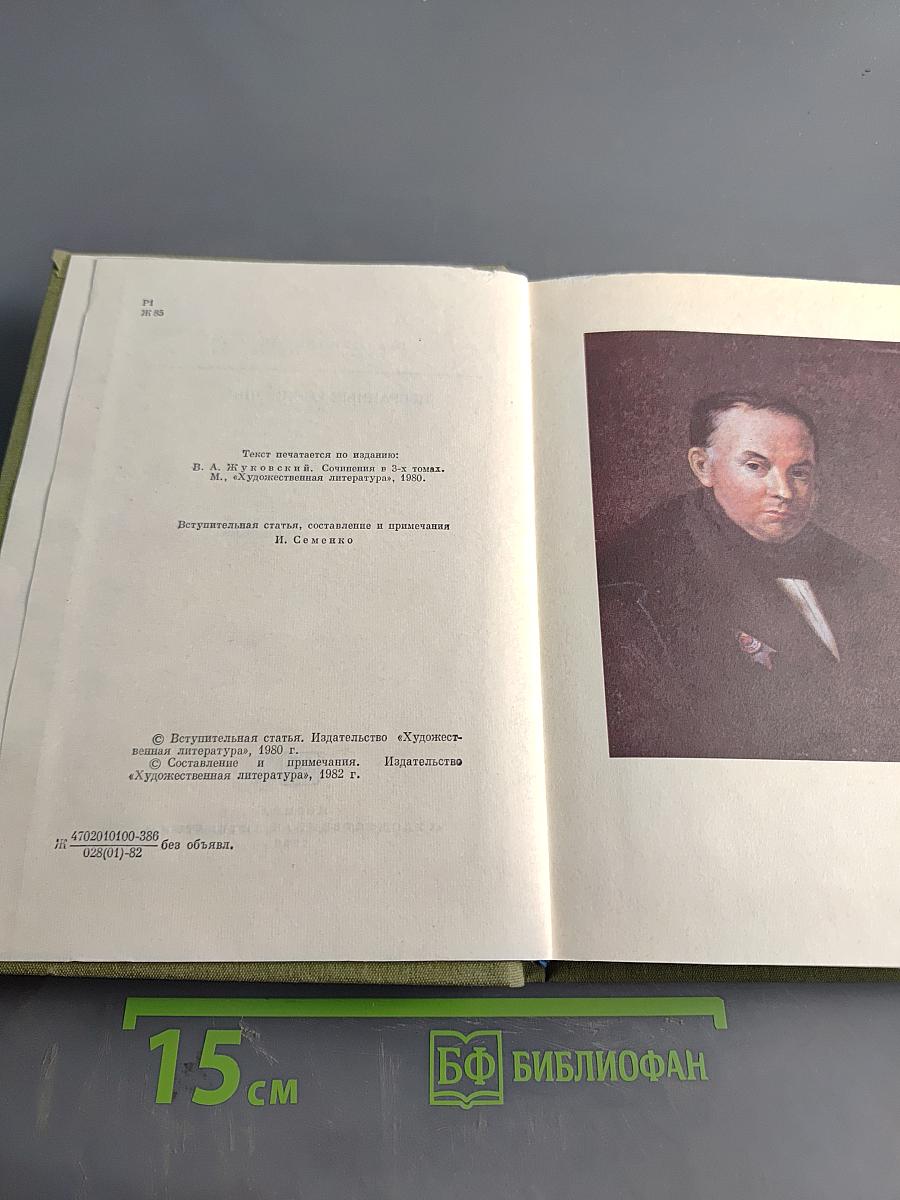 Р1
Ж 85
Текст печатается по изданию:
В. А. Жуковский. Сочинения в 3-х томах.
М., «Художественная литература», 1980.
Вступительная статья, составление и примечания
И. Семенко
© Вступительная статья. Издательство «Художест-
венная литература», 1980 г.
© Составление и примечания. Издательство
«Художественная литература», 1982 г.
Ж 4702010100-386 без объявл.
028(01)-82
15 см
БФ БИБЛИОФАН